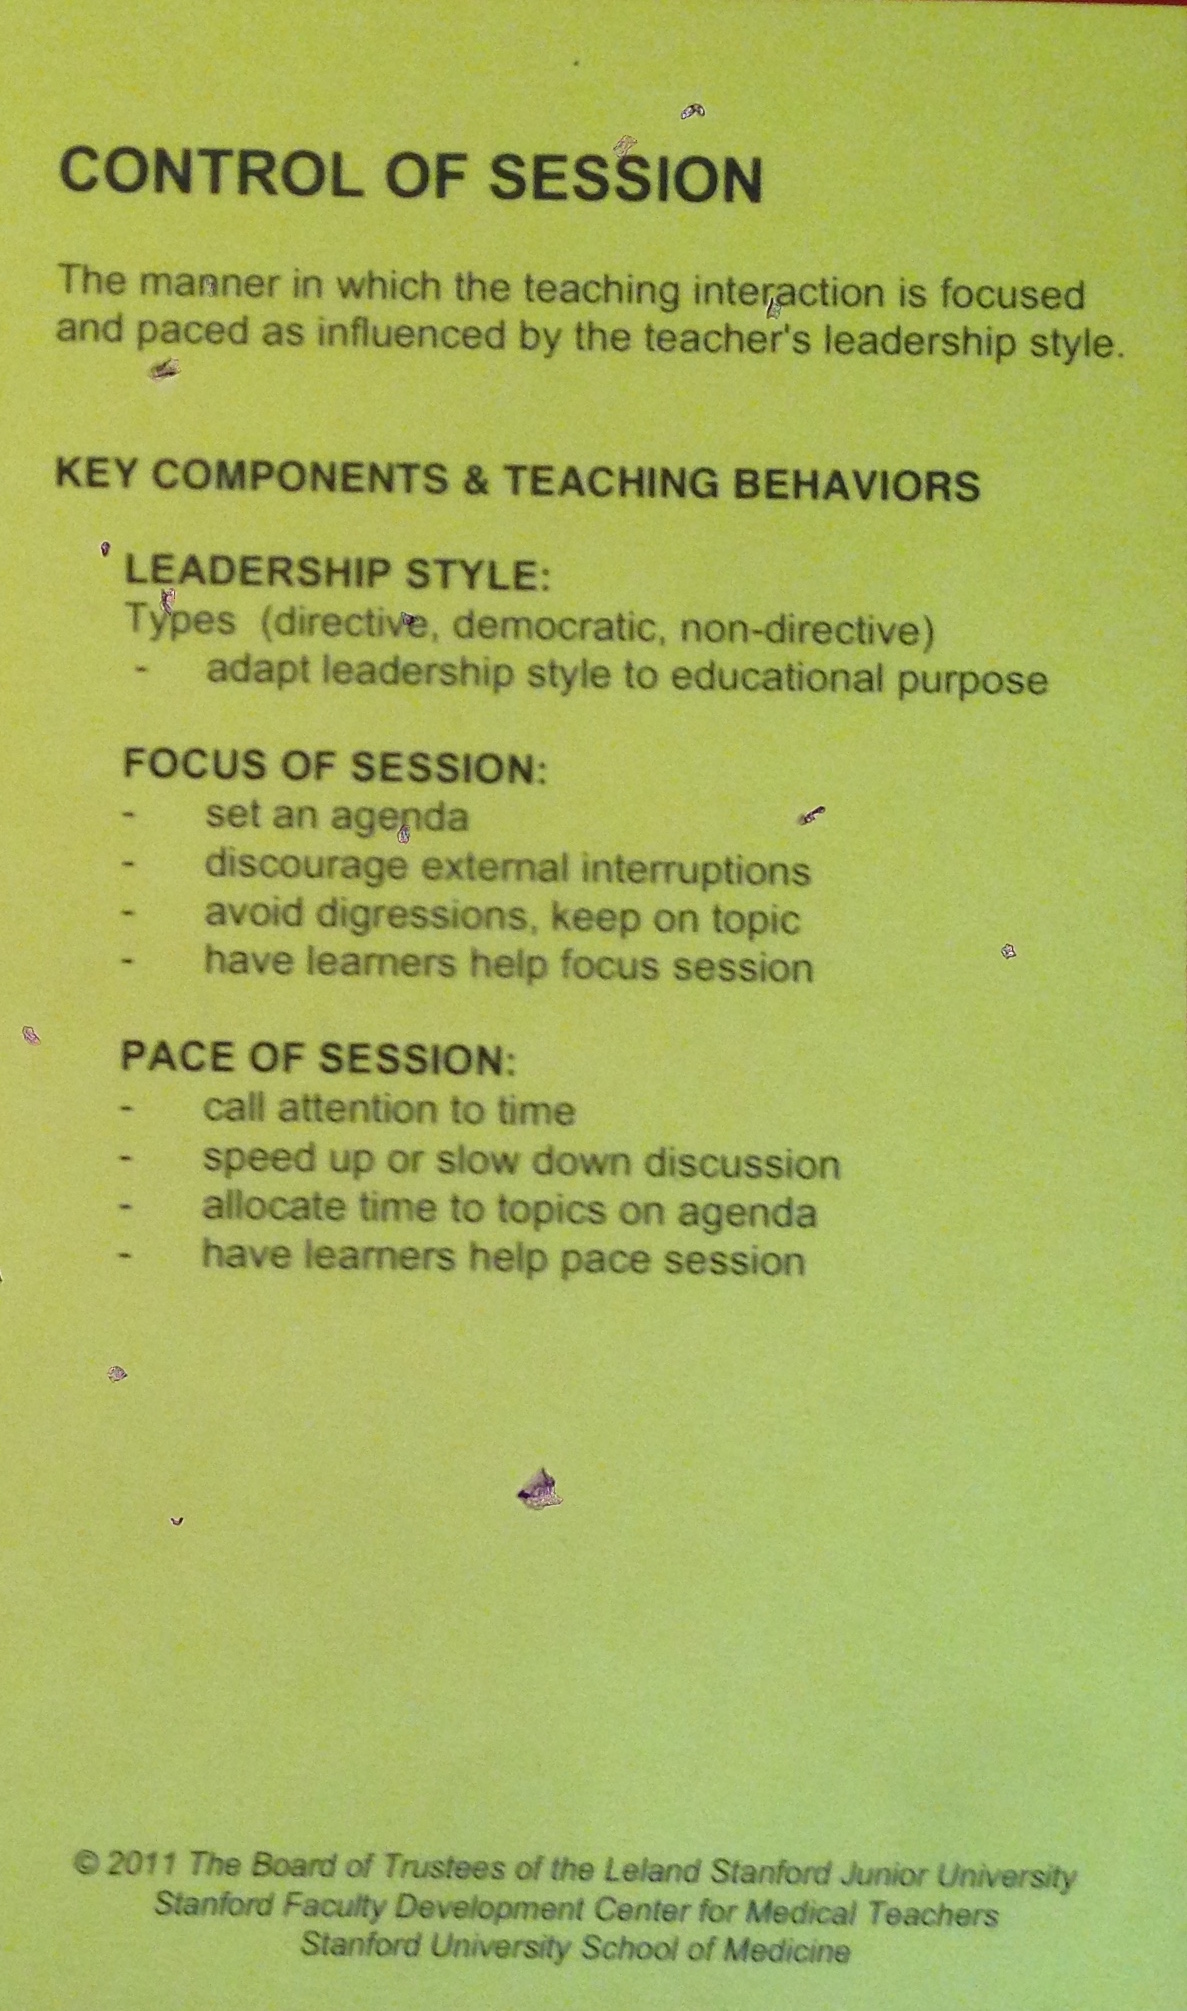 CONTROL OF SESSION
The manner in which the teaching interaction is focused
and paced as influenced by the teacher's leadership style.
KEY COMPONENTS & TEACHING BEHAVIORS
LEADERSHIP STYLE:
Types (directive, democratic, non-directive)
- adapt leadership style to educational purpose
FOCUS OF SESSION:
- set an agenda
- discourage external interruptions
- avoid digressions, keep on topic
- have learners help focus session
PACE OF SESSION:
- call attention to time
- speed up or slow down discussion
- allocate time to topics on agenda
- have learners help pace session
© 2011 The Board of Trustees of the Leland Stanford Junior University
Stanford Faculty Development Center for Medical Teachers
Stanford University School of Medicine